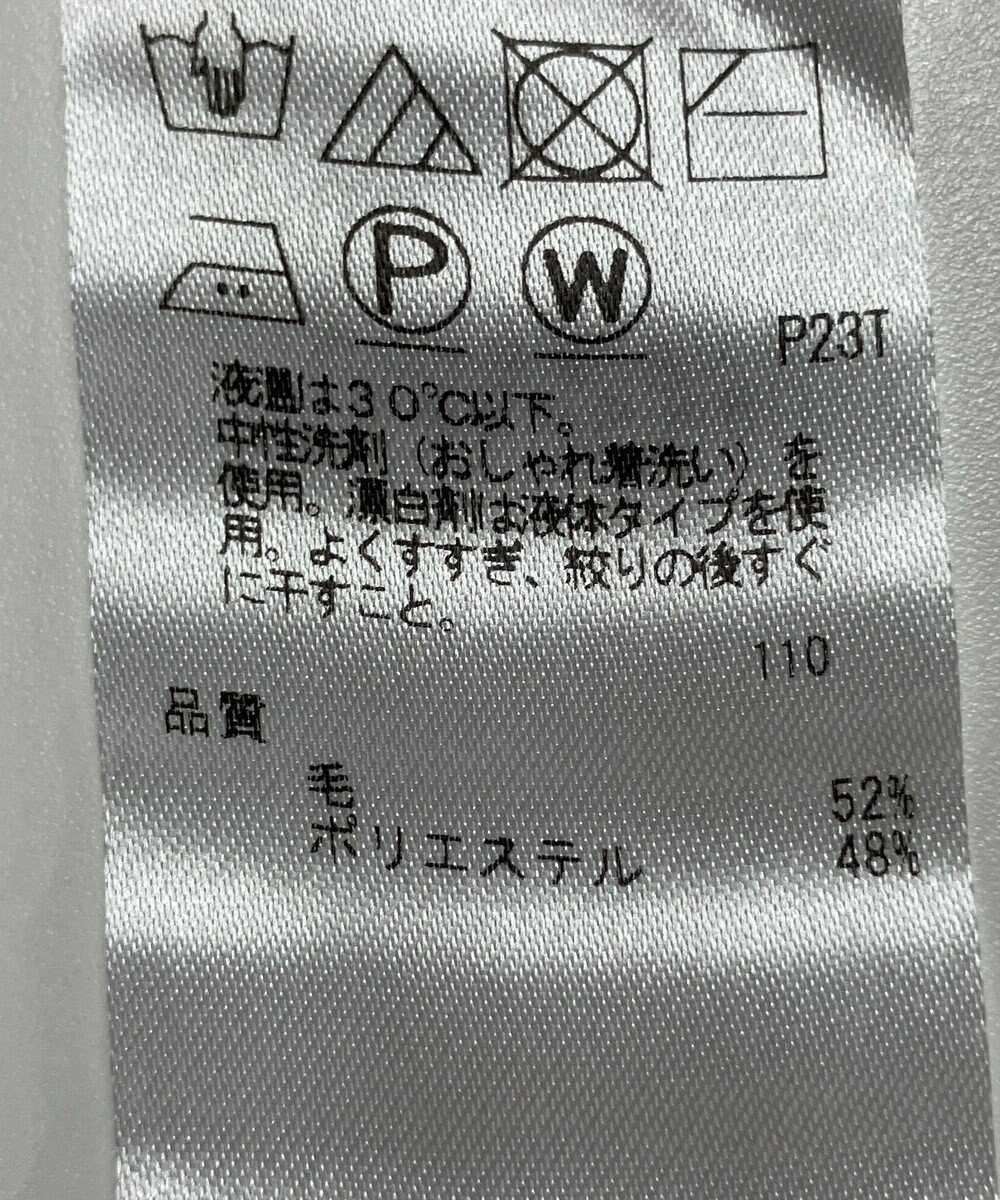 P
W
P23T
液温は30℃以下。
中性洗剤（おしゃれ着洗い）を
使用。漂白剤は液体タイプを使
用。よくすすぎ、絞りの後すぐ
に干すこと。
110
品質
毛 52%
ポリエステル 48%